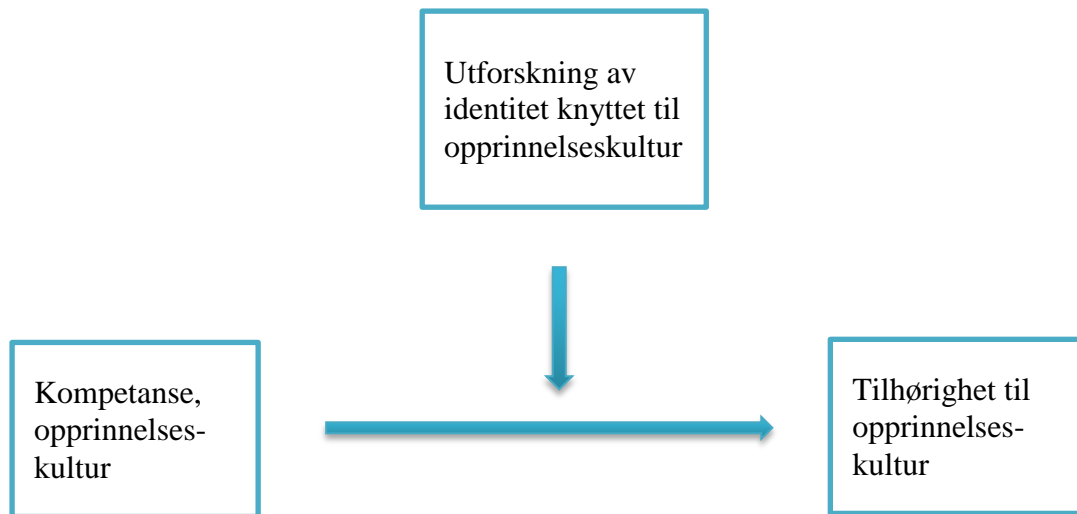 Utforskning av
identitet knyttet til
opprinnelseskultur
Kompetanse,
opprinnelses-
kultur
Tilhørighet til
opprinnelses-
kultur